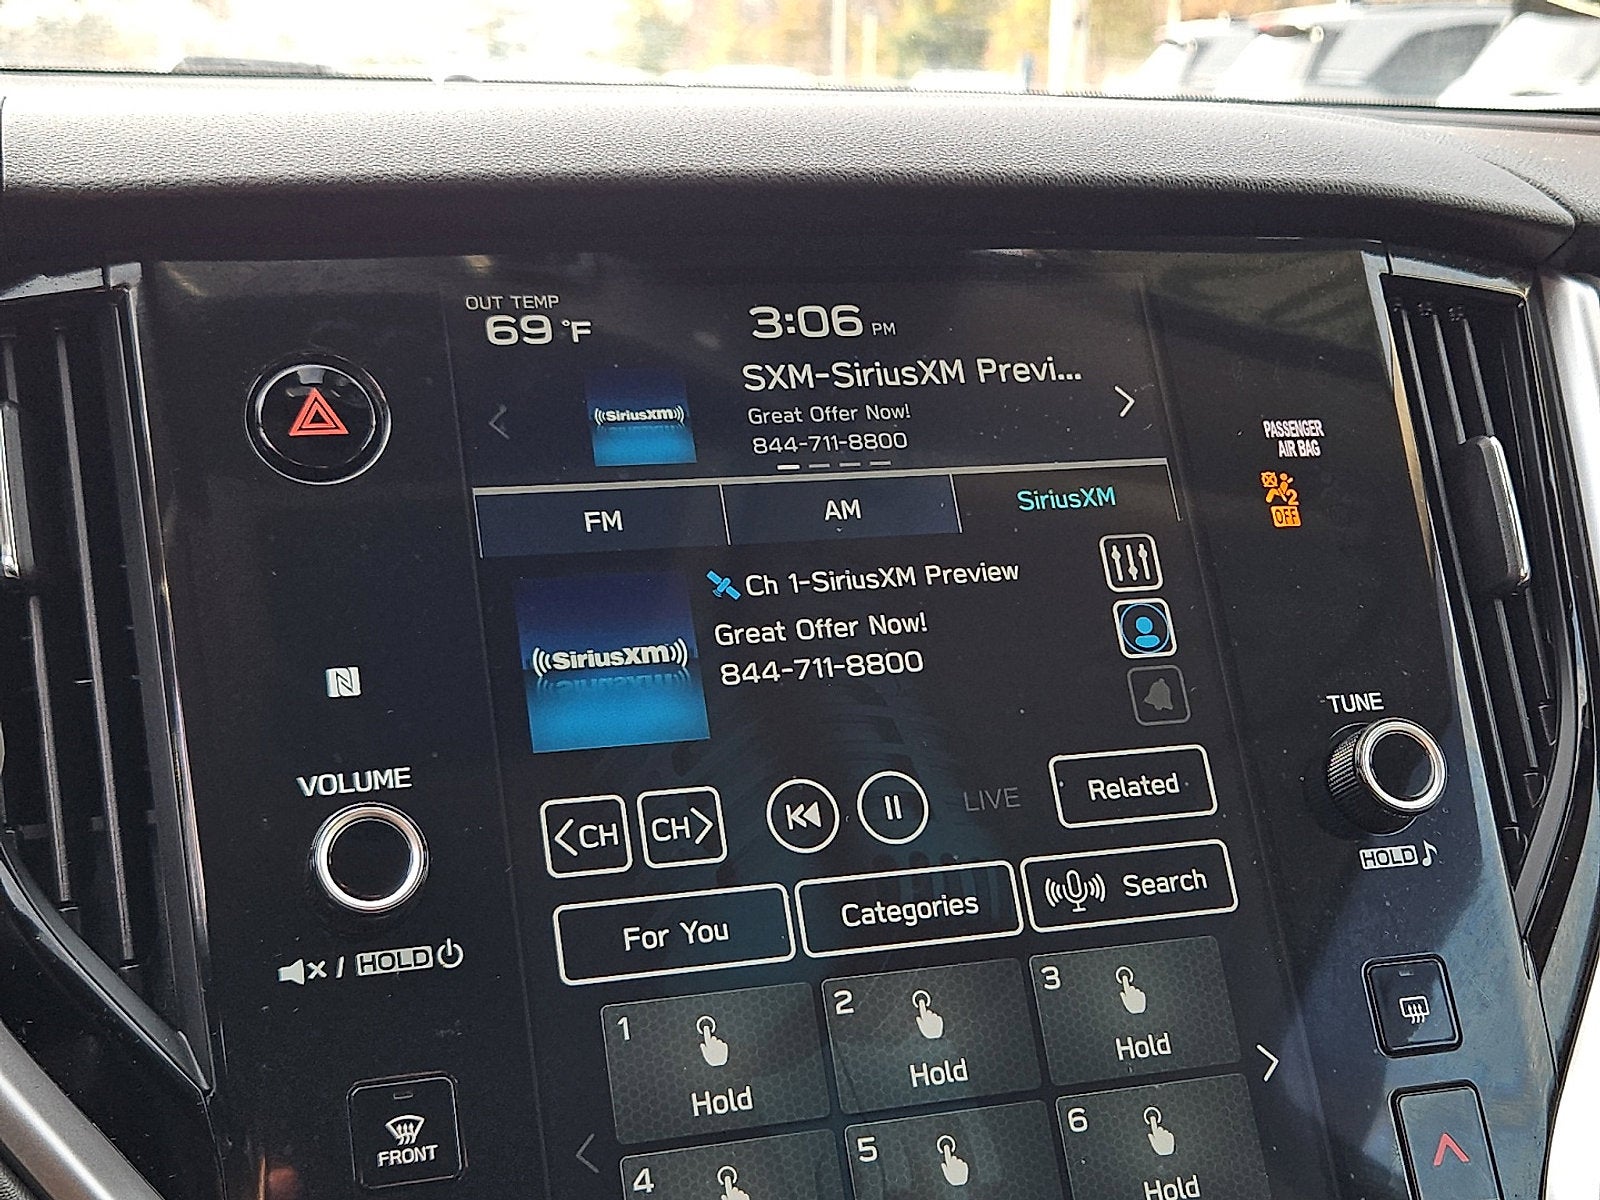 OUT TEMP
69 °F
3:06 PM
SXM-SiriusXM Previ...
Great Offer Now!
844-711-8800
((SiriusXM))
FM
AM
SiriusXM
PASSENGER
AIR BAG
2
OFF
Ch 1-SiriusXM Preview
Great Offer Now!
844-711-8800
((SiriusXM))
N
VOLUME
TUNE
<CH
CH>
LIVE
Related
HOLD
For You
Categories
Search
/ HOLD
1
Hold
2
Hold
3
Hold
4
5
6
Hold
FRONT